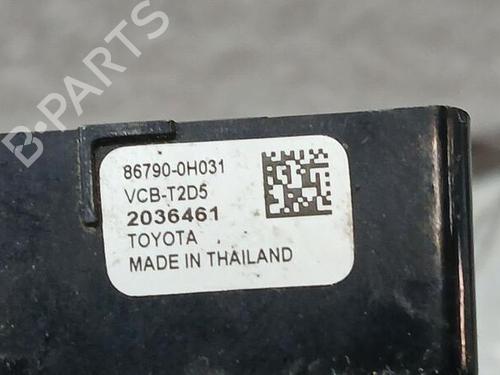 B-PARTS
86790-0H031
VCB-T2D5
2036461
TOYOTA
MADE IN THAILAND